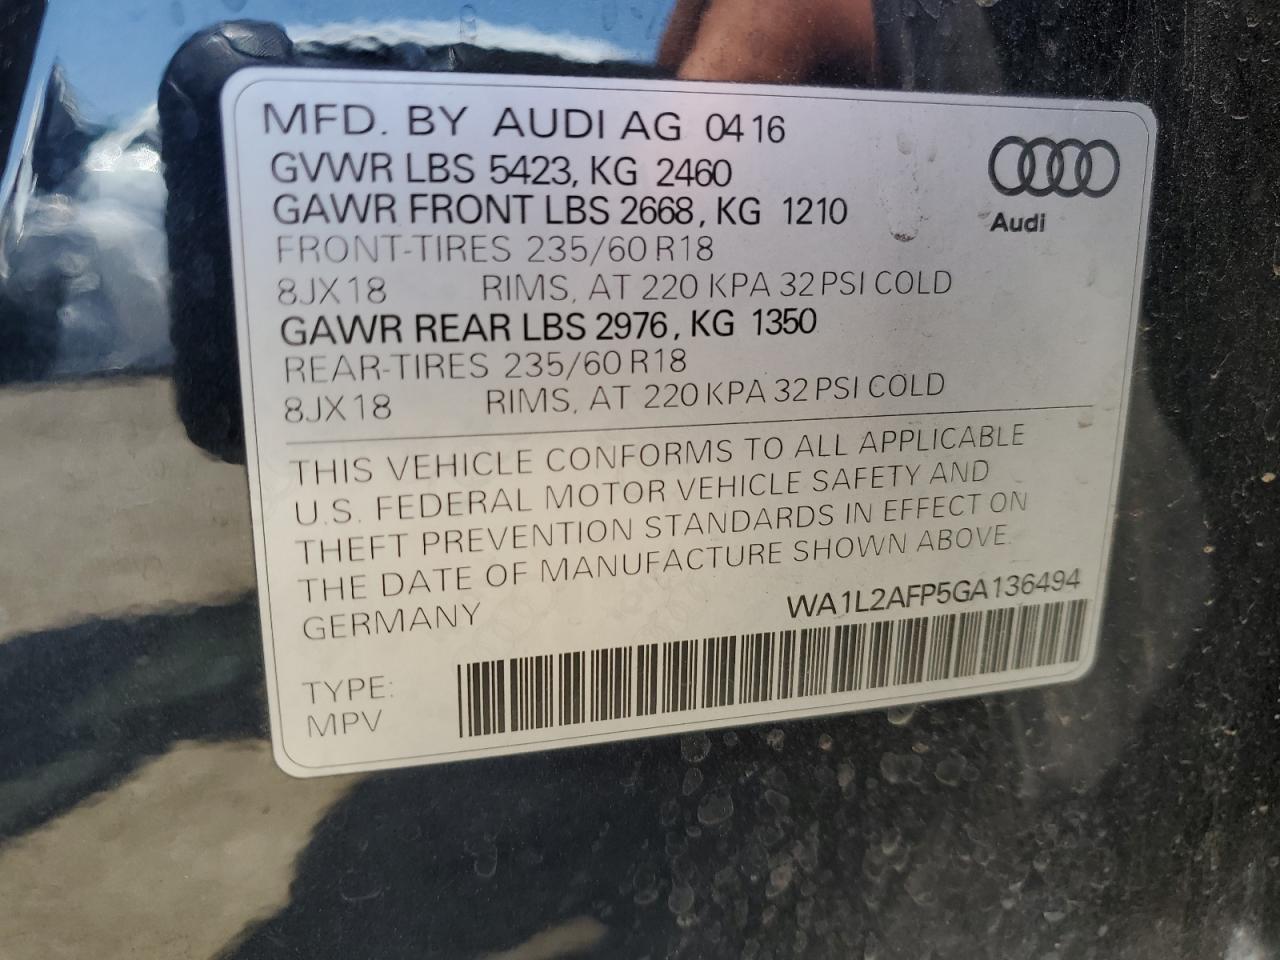 MFD. BY AUDI AG 0416
GVWR LBS 5423, KG 2460
GAWR FRONT LBS 2668, KG 1210
FRONT-TIRES 235/60 R18
8JX18 RIMS, AT 220 KPA 32 PSI COLD
GAWR REAR LBS 2976, KG 1350
REAR-TIRES 235/60 R18
8JX18 RIMS, AT 220 KPA 32 PSI COLD
Audi
THIS VEHICLE CONFORMS TO ALL APPLICABLE
U.S. FEDERAL MOTOR VEHICLE SAFETY AND
THEFT PREVENTION STANDARDS IN EFFECT ON
THE DATE OF MANUFACTURE SHOWN ABOVE.
GERMANY WA1L2AFP5GA136494
TYPE:
MPV